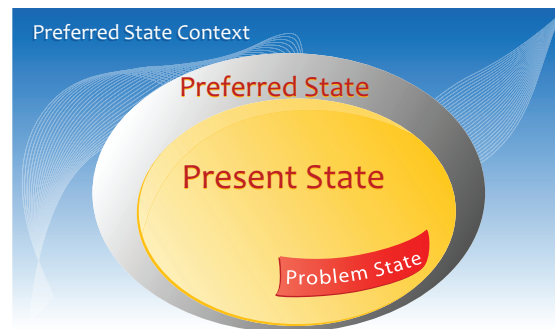 Preferred State Context
Preferred State
Present State
Problem State